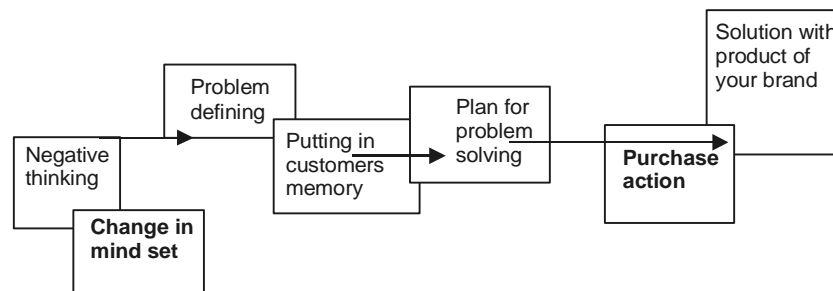 Negative
thinking
Change in
mind set
Problem
defining
Putting in
customers
memory
Plan for
problem
solving
Purchase
action
Solution with
product of
your brand